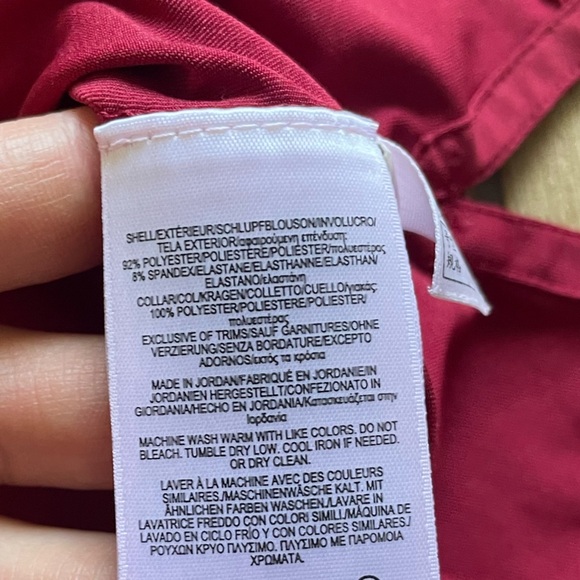 SHELL/EXTÉRIEUR/SCHLUPFBLOUSON/INVOLUCRO/
TELA EXTERIOR/αφαιρούμενη επένδυση:
92% POLYESTER/POLIESTERE/POLIÉSTER/πολυεστέρας
8% SPANDEX/ELASTANE/ELASTHANNE/ELASTHAN/
ELASTANO/ελαστάνη
COLLAR/COL/KRAGEN/COLLETTO/CUELLO/γιακάς
100% POLYESTER/POLIESTERE/POLIÉSTER/
πολυεστέρας
EXCLUSIVE OF TRIMS/SAUF GARNITURES/OHNE
VERZIERUNG/SENZA BORDATURE/EXCEPTO
ADORNOS/εκτός τα κρόσια
MADE IN JORDAN/FABRIQUÉ EN JORDANIE/IN
JORDANIEN HERGESTELLT/CONFEZIONATO IN
GIORDANIA/HECHO EN JORDANIA/Κατασκευάζεται στην
Ιορδανία
MACHINE WASH WARM WITH LIKE COLORS. DO NOT
BLEACH. TUMBLE DRY LOW. COOL IRON IF NEEDED.
OR DRY CLEAN.
LAVER À LA MACHINE AVEC DES COULEURS
SIMILAIRES./MASCHINENWÄSCHE KALT. MIT
ÄHNLICHEN FARBEN WASCHEN./LAVARE IN
LAVATRICE FREDDO CON COLORI SIMILI./MÁQUINA DE
LAVADO EN CICLO FRÍO Y CON COLORES SIMILARES./
ΡΟΥΧΩΝ ΚΡΥΟ ΠΛΥΣΙΜΟ. ΠΛΥΣΙΜΟ ΜΕ ΠΑΡΟΜΟΙΑ
ΧΡΩΜΑΤΑ.